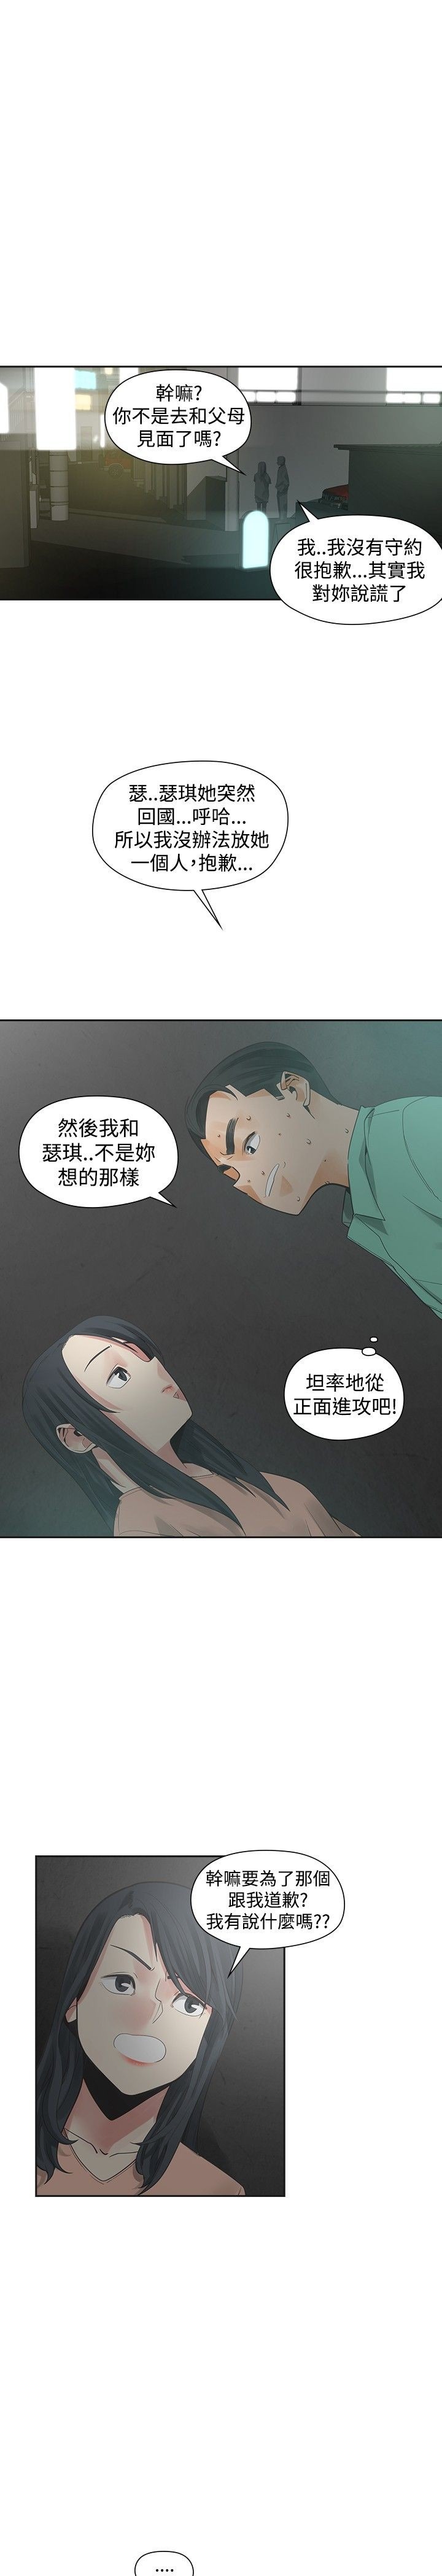 幹嘛?
你不是去和父母
見面了嗎?
我..我沒有守約
很抱歉...其實我
對妳說謊了
瑟..瑟琪她突然
回國...呼哈...
所以我沒辦法放她
一個人,抱歉...
然後我和
瑟琪..不是妳
想的那樣
坦率地從
正面進攻吧!
幹嘛要為了那個
跟我道歉?
我有說什麼嗎??
....